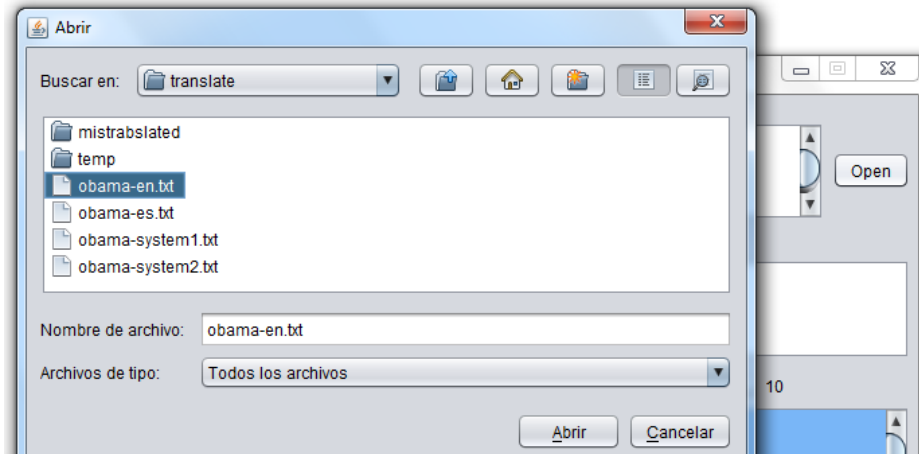 Abrir
Buscar en: translate
mistrabslated
temp
obama-en.txt
obama-es.txt
obama-system1.txt
obama-system2.txt
Nombre de archivo: obama-en.txt
Archivos de tipo: Todos los archivos
Abrir Cancelar
Open
10